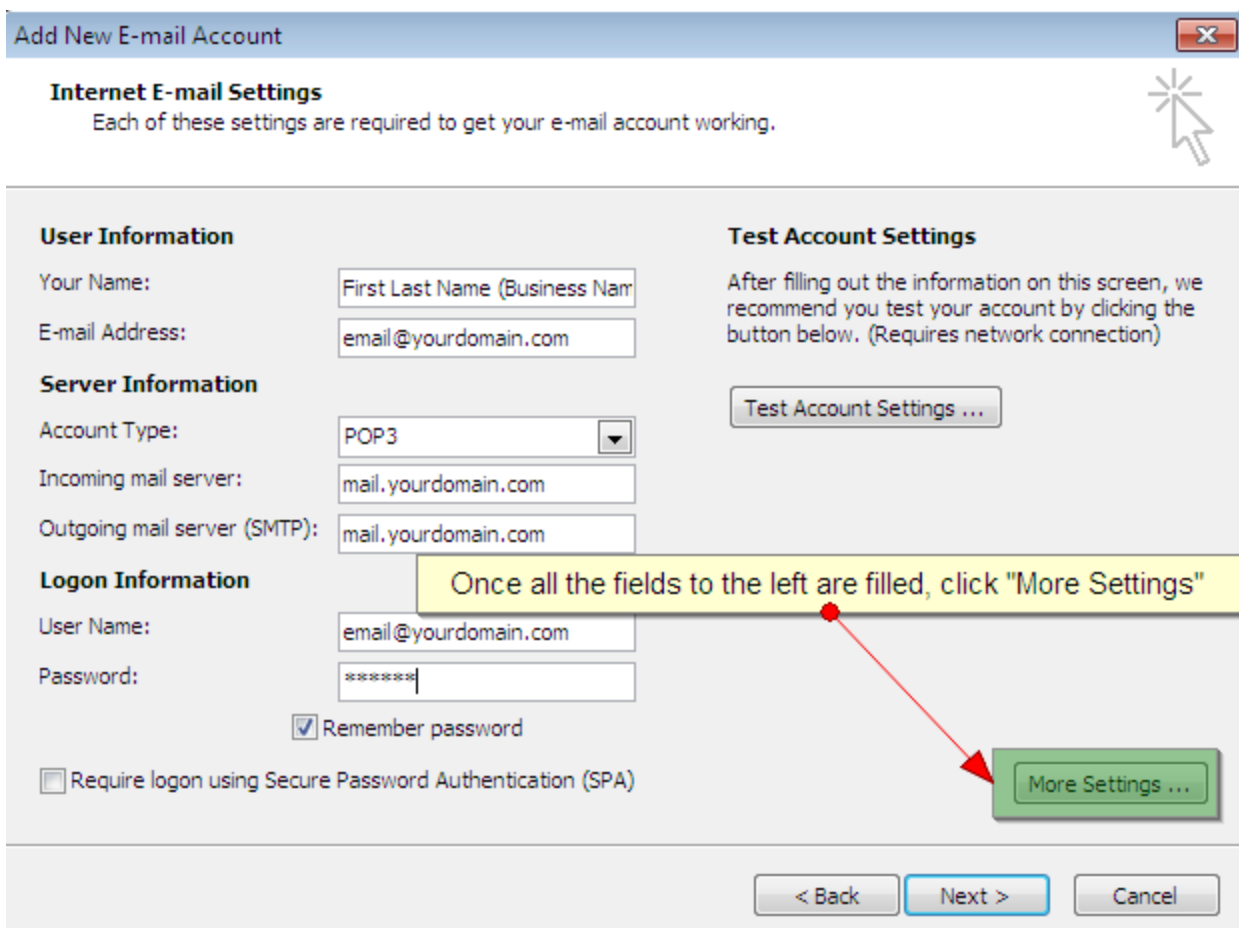 Add New E-mail Account
Internet E-mail Settings
Each of these settings are required to get your e-mail account working.
User Information
Your Name:
First Last Name (Business Nam
E-mail Address:
email@yourdomain.com
Server Information
Account Type:
POP3
Incoming mail server:
mail.yourdomain.com
Outgoing mail server (SMTP):
mail.yourdomain.com
Logon Information
User Name:
email@yourdomain.com
Password:
******
Remember password
Require logon using Secure Password Authentication (SPA)
Test Account Settings
After filling out the information on this screen, we
recommend you test your account by clicking the
button below. (Requires network connection)
Test Account Settings ...
Once all the fields to the left are filled, click "More Settings"
More Settings ...
< Back
Next >
Cancel